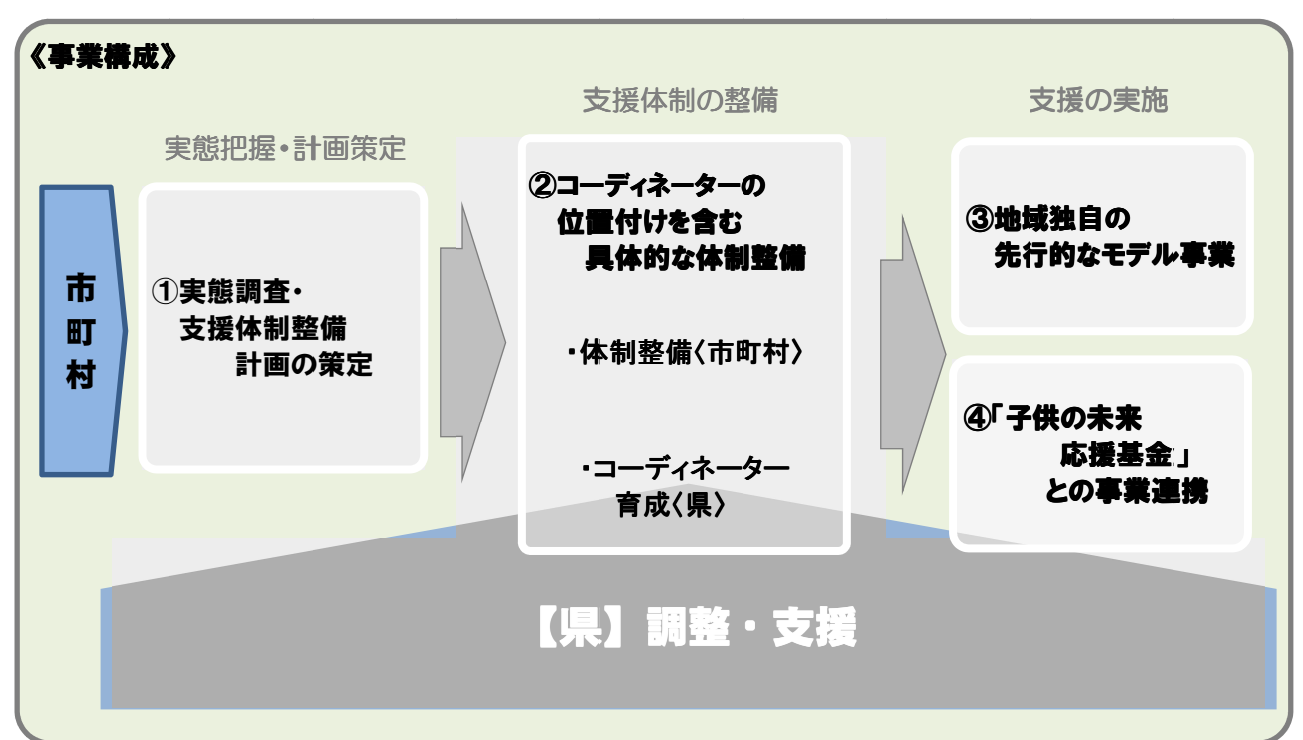 《事業構成》
実態把握・計画策定
支援体制の整備
支援の実施
市
町
村
①実態調査・
支援体制整備
計画の策定
②コーディネーターの
位置付けを含む
具体的な体制整備
・体制整備〈市町村〉
・コーディネーター
育成〈県〉
③地域独自の
先行的なモデル事業
④「子供の未来
応援基金」
との事業連携
【県】調整・支援